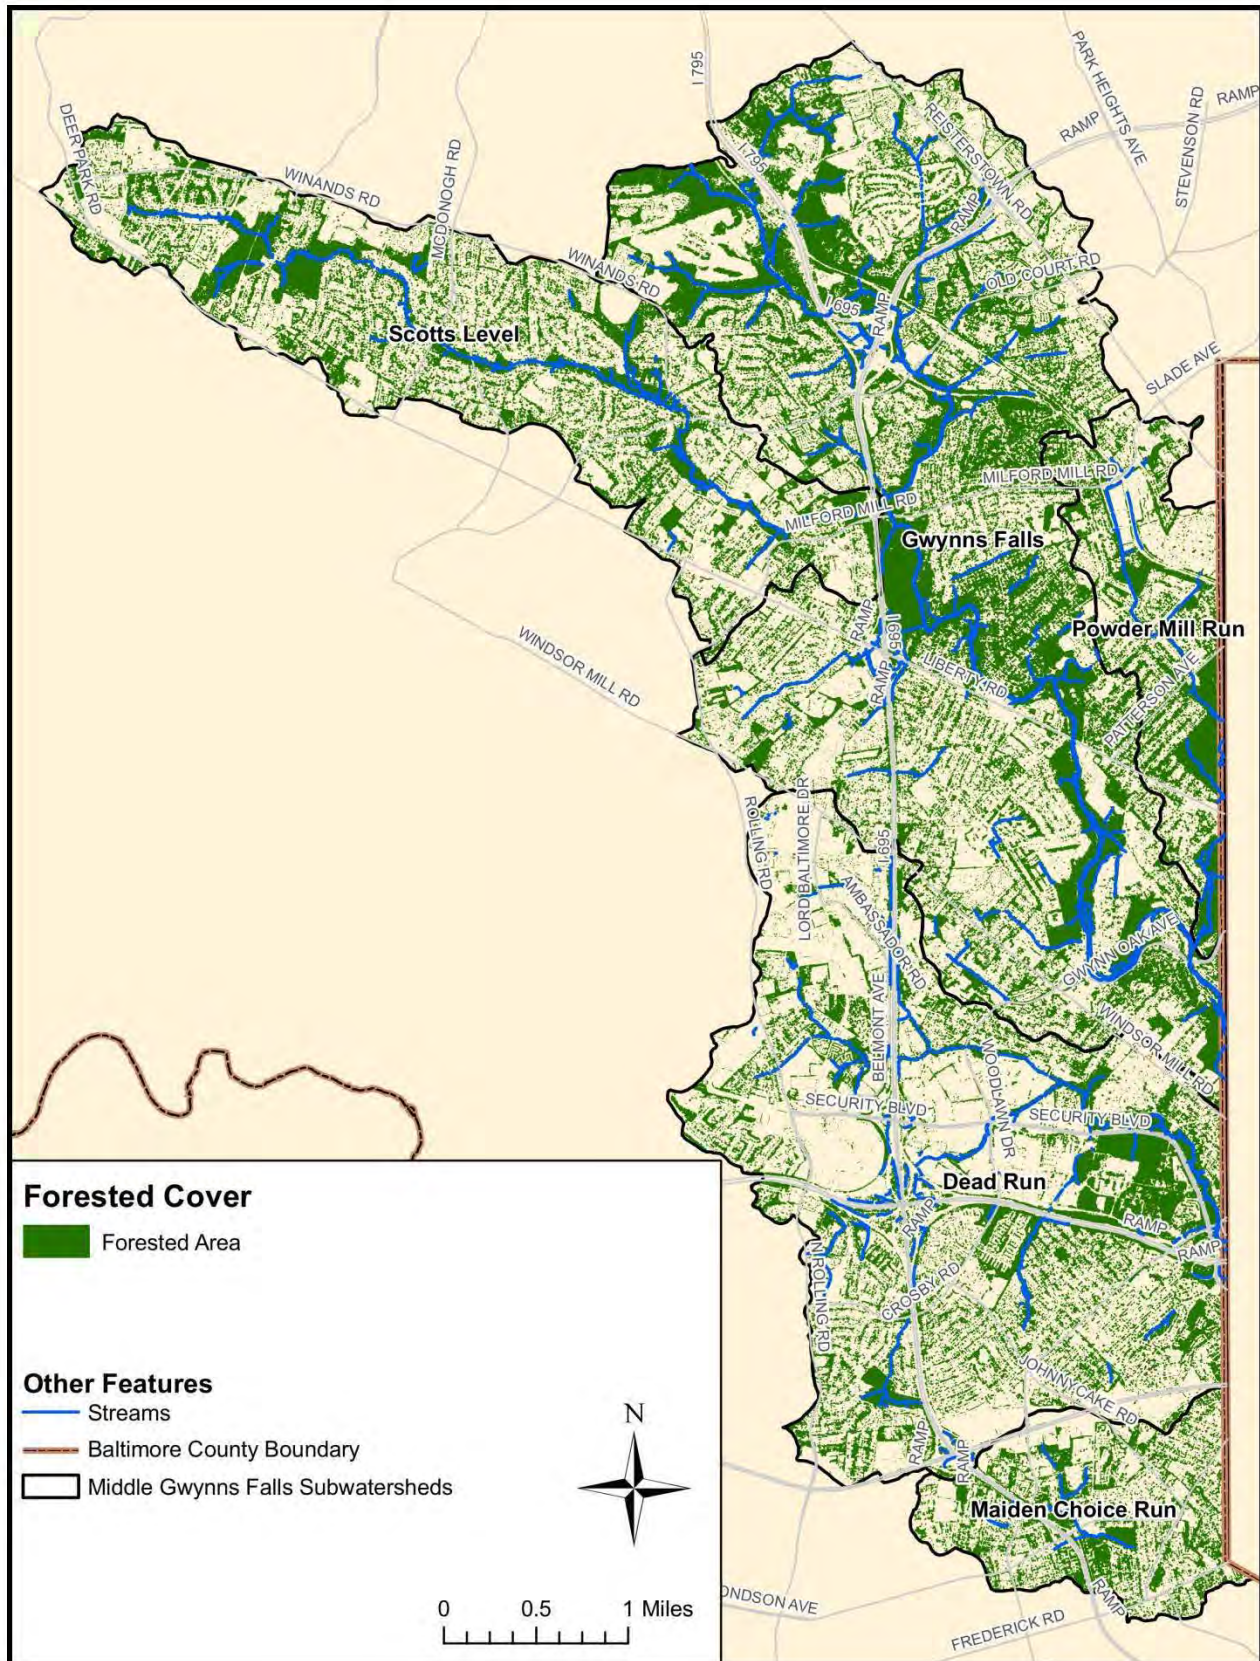 I 795
PARK HEIGHTS AVE
RAMP
REISTERSTOWN RD
RAMP
STEVENSON RD
DEER PARK RD
I 795
WINANDS RD
MCDONOGH RD
RAMP
WINANDS RD
OLD COURT RD
I 695
RAMP
Scotts Level
SLADE AVE
MILFORD MILL RD
MILFORD MILL RD
Gwynns Falls
RAMP
I 695
Powder Mill Run
WINDSOR MILL RD
LIBERTY RD
RAMP
PATTERSON AVE
ROLLING RD
LORD BALTIMORE DR
I 695
AMBASSADOR RD
GWYNN OAK AVE
BELMONT AVE
WINDSOR MILL RD
WOODLAWN DR
SECURITY BLVD
SECURITY BLVD
Dead Run
RAMP
RAMP
RAMP
N ROLLING RD
CROSBY RD
JOHNNYCAKE RD
RAMP
RAMP
Maiden Choice Run
RAMP
ONDSON AVE
FREDERICK RD
Forested Cover
Forested Area
Other Features
Streams
Baltimore County Boundary
Middle Gwynns Falls Subwatersheds
N
0 0.5 1 Miles